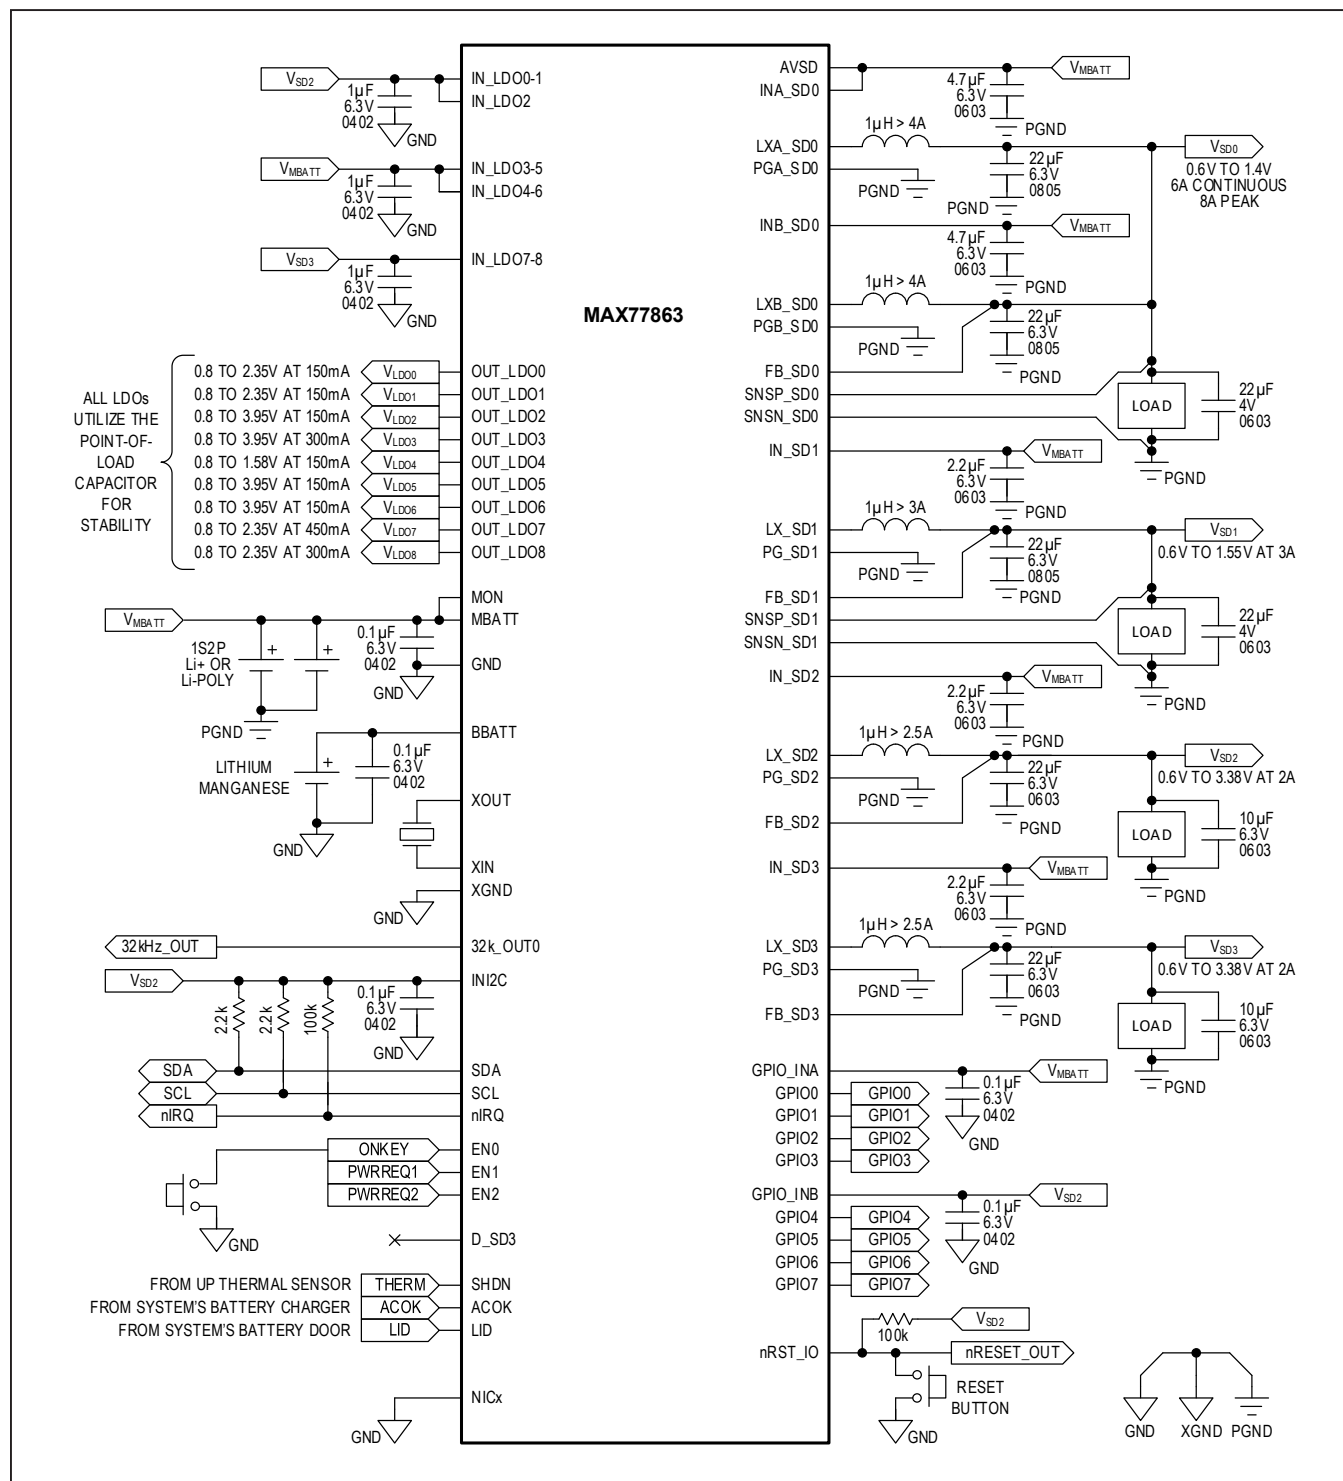 V_SD2
1µF
6.3V
0402
GND
IN_LDO0-1
IN_LDO2
V_MBATT
1µF
6.3V
0402
GND
IN_LDO3-5
IN_LDO4-6
V_SD3
1µF
6.3V
0402
GND
IN_LDO7-8
MAX77863
ALL LDOs
UTILIZE THE
POINT-OF-
LOAD
CAPACITOR
FOR
STABILITY
0.8 TO 2.35V AT 150mA V_LDO0 OUT_LDO0
0.8 TO 2.35V AT 150mA V_LDO1 OUT_LDO1
0.8 TO 3.95V AT 150mA V_LDO2 OUT_LDO2
0.8 TO 3.95V AT 300mA V_LDO3 OUT_LDO3
0.8 TO 1.58V AT 150mA V_LDO4 OUT_LDO4
0.8 TO 3.95V AT 150mA V_LDO5 OUT_LDO5
0.8 TO 3.95V AT 150mA V_LDO6 OUT_LDO6
0.8 TO 2.35V AT 450mA V_LDO7 OUT_LDO7
0.8 TO 2.35V AT 300mA V_LDO8 OUT_LDO8
MON
V_MBATT
MBATT
1S2P
Li+ OR
Li-POLY
+
+
0.1µF
6.3V
0402
GND
GND
PGND
BBATT
LITHIUM
MANGANESE
+
0.1µF
6.3V
0402
GND
XOUT
XIN
XGND
GND
32kHz_OUT
32k_OUT0
V_SD2
INI2C
2.2k
2.2k
100k
0.1µF
6.3V
0402
GND
SDA SDA
SCL SCL
nIRQ nIRQ
ONKEY EN0
PWRREQ1 EN1
PWRREQ2 EN2
GND
D_SD3
FROM UP THERMAL SENSOR THERM SHDN
FROM SYSTEM'S BATTERY CHARGER ACOK ACOK
FROM SYSTEM'S BATTERY DOOR LID LID
NICx
GND
AVSD
INA_SD0
4.7µF
6.3V
0603
PGND
V_MBATT
LXA_SD0
1µH > 4A
PGA_SD0
PGND
22µF
6.3V
0805
PGND
V_SD0
0.6V TO 1.4V
6A CONTINUOUS
8A PEAK
INB_SD0
4.7µF
6.3V
0603
PGND
V_MBATT
LXB_SD0
1µH > 4A
PGB_SD0
PGND
22µF
6.3V
0805
PGND
FB_SD0
SNSP_SD0
SNSN_SD0
LOAD
22µF
4V
0603
PGND
IN_SD1
2.2µF
6.3V
0603
PGND
V_MBATT
LX_SD1
1µH > 3A
PG_SD1
PGND
22µF
6.3V
0805
PGND
V_SD1
0.6V TO 1.55V AT 3A
FB_SD1
SNSP_SD1
SNSN_SD1
LOAD
22µF
4V
0603
PGND
IN_SD2
2.2µF
6.3V
0603
PGND
V_MBATT
LX_SD2
1µH > 2.5A
PG_SD2
PGND
22µF
6.3V
0603
PGND
V_SD2
0.6V TO 3.38V AT 2A
FB_SD2
LOAD
10µF
6.3V
0603
PGND
IN_SD3
2.2µF
6.3V
0603
PGND
V_MBATT
LX_SD3
1µH > 2.5A
PG_SD3
PGND
22µF
6.3V
0603
PGND
V_SD3
0.6V TO 3.38V AT 2A
FB_SD3
LOAD
10µF
6.3V
0603
PGND
GPIO_INA
0.1µF
6.3V
0402
GND
V_MBATT
GPIO0 GPIO0
GPIO1 GPIO1
GPIO2 GPIO2
GPIO3 GPIO3
GPIO_INB
0.1µF
6.3V
0402
GND
V_SD2
GPIO4 GPIO4
GPIO5 GPIO5
GPIO6 GPIO6
GPIO7 GPIO7
100k
V_SD2
nRST_IO
nRESET_OUT
RESET
BUTTON
GND
GND XGND PGND